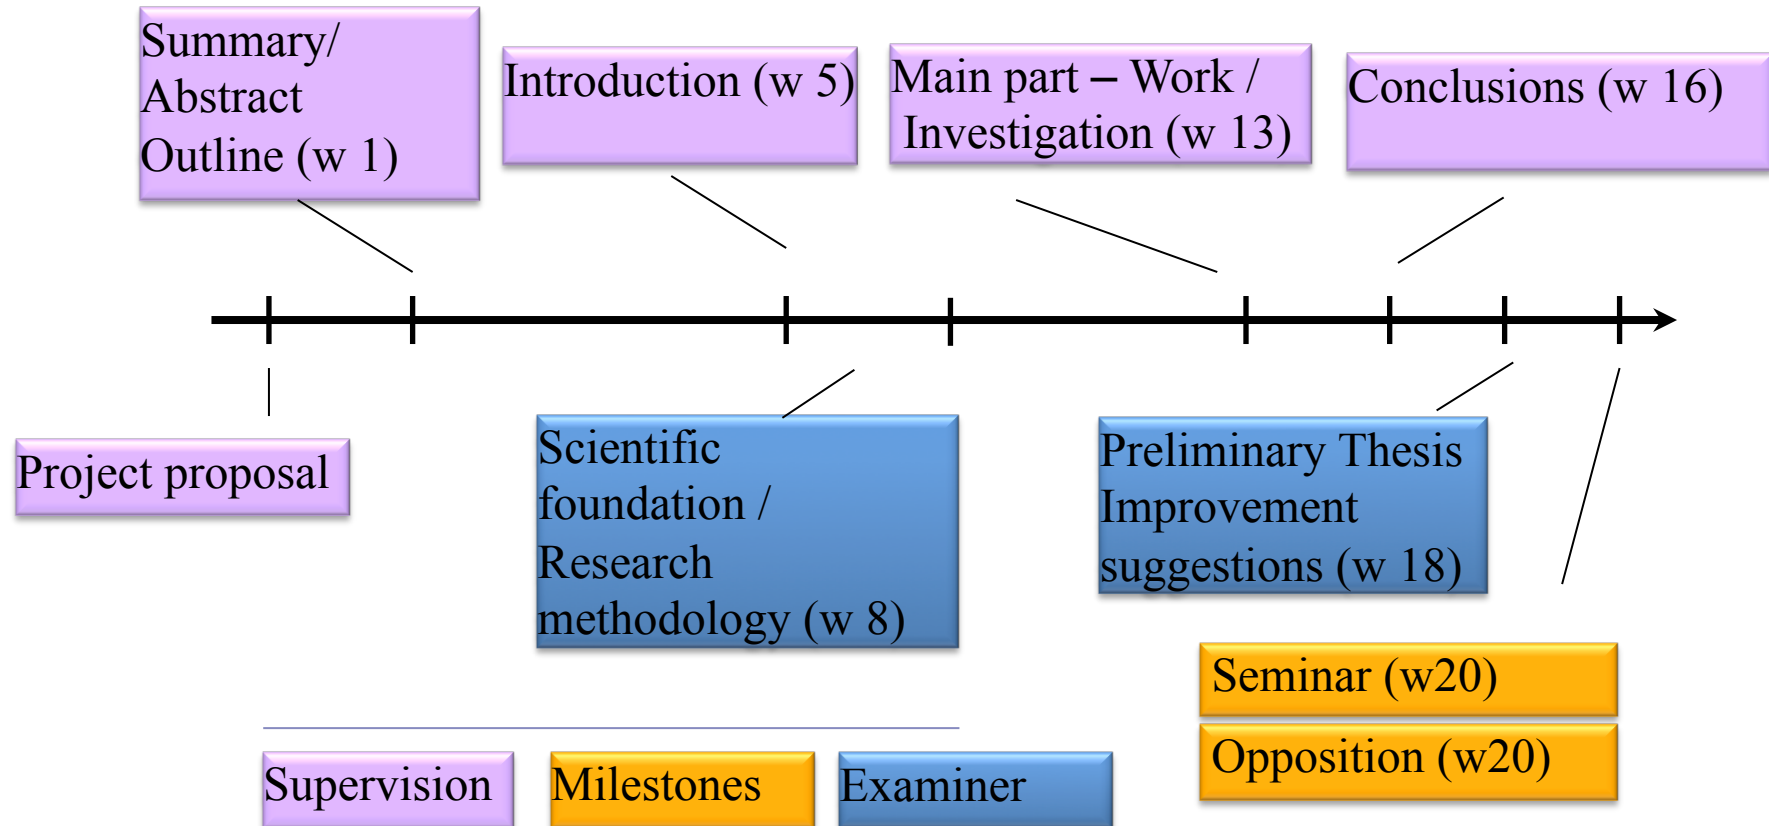 Summary/
Abstract
Outline (w 1)
Introduction (w 5)
Main part – Work /
Investigation (w 13)
Conclusions (w 16)
Project proposal
Scientific
foundation /
Research
methodology (w 8)
Preliminary Thesis
Improvement
suggestions (w 18)
Seminar (w20)
Opposition (w20)
Supervision
Milestones
Examiner